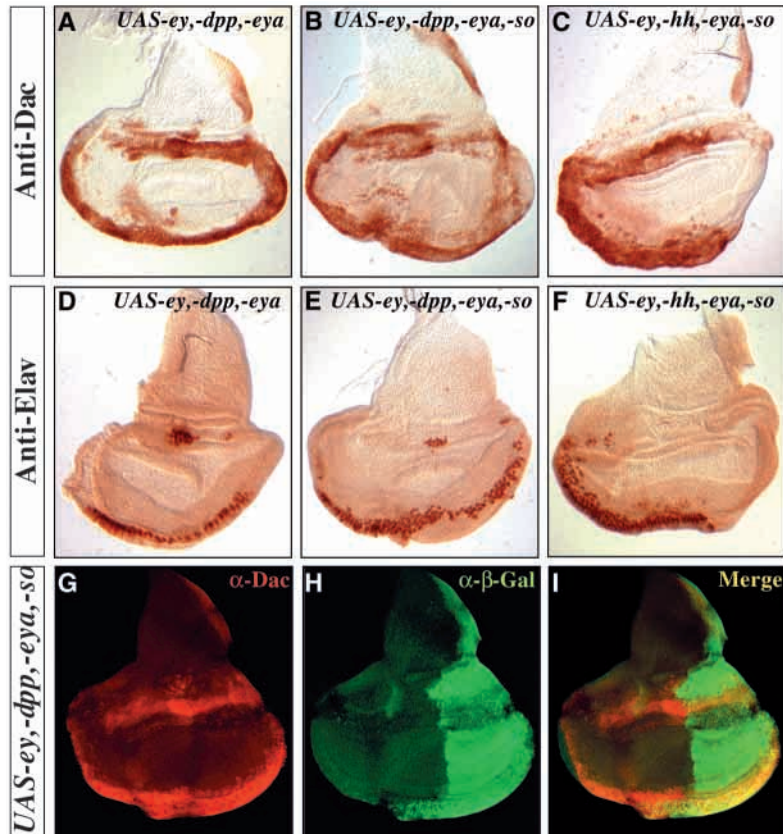 Anti-Dac
A UAS-ey,-dpp,-eya
B UAS-ey,-dpp,-eya,-so
C UAS-ey,-hh,-eya,-so
Anti-Elav
D UAS-ey,-dpp,-eya
E UAS-ey,-dpp,-eya,-so
F UAS-ey,-hh,-eya,-so
UAS-ey,-dpp,-eya,-so
G α-Dac
H α-β-Gal
I Merge